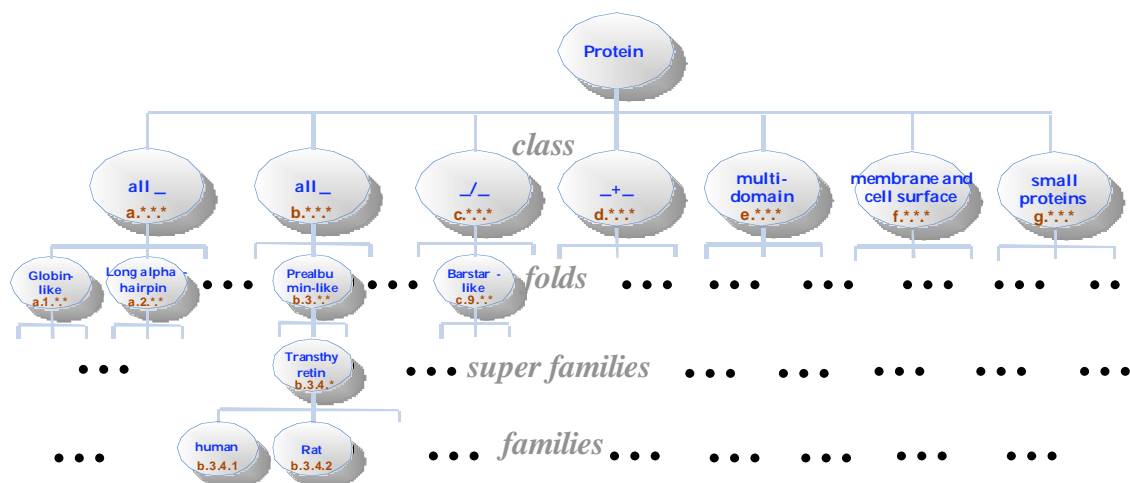 Protein
class
all _
a.*.*.*
all _
b.*.*.*
_/_
c.*.*.*
_+_
d.*.*.*
multi-
domain
e.*.*.*
membrane and
cell surface
f.*.*.*
small
proteins
g.*.*.*
folds
Globin-
like
a.1.*.*
Long alpha -
hairpin
a.2.*.*
Prealbu
min-like
b.3.*.*
Barstar -
like
c.9.*.*
super families
Transthy
retin
b.3.4.*
families
human
b.3.4.1
Rat
b.3.4.2